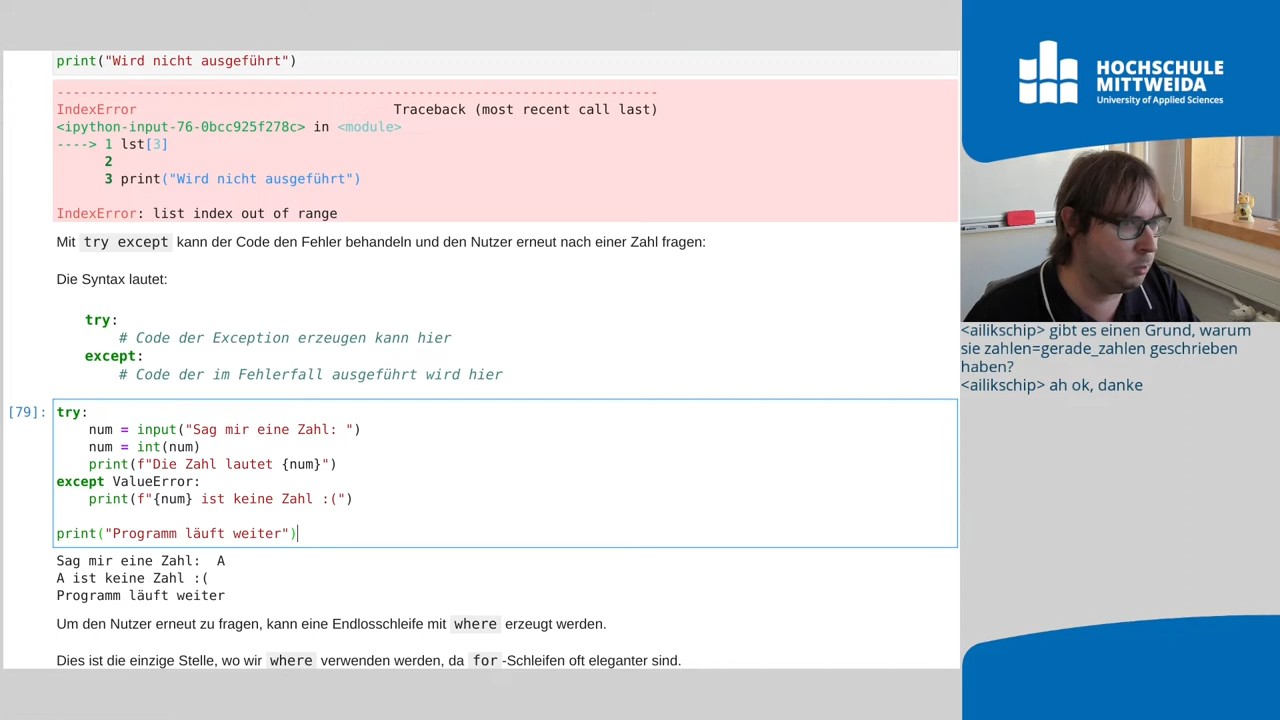 print("Wird nicht ausgeführt")
---------------------------------------------------------------------------
IndexError                                Traceback (most recent call last)
<ipython-input-76-0bcc925f278c> in <module>
----> 1 lst[3]
      2
      3 print("Wird nicht ausgeführt")
IndexError: list index out of range
Mit try except kann der Code den Fehler behandeln und den Nutzer erneut nach einer Zahl fragen:
Die Syntax lautet:
try:
    # Code der Exception erzeugen kann hier
except:
    # Code der im Fehlerfall ausgeführt wird hier
[79]: try:
    num = input("Sag mir eine Zahl: ")
    num = int(num)
    print(f"Die Zahl lautet {num}")
except ValueError:
    print(f"{num} ist keine Zahl :(")
print("Programm läuft weiter")
Sag mir eine Zahl:  A
A ist keine Zahl :(
Programm läuft weiter
Um den Nutzer erneut zu fragen, kann eine Endlosschleife mit where erzeugt werden.
Dies ist die einzige Stelle, wo wir where verwenden werden, da for -Schleifen oft eleganter sind.
HOCHSCHULE
MITTWEIDA
University of Applied Sciences
<ailikschip> gibt es einen Grund, warum
sie zahlen=gerade_zahlen geschrieben
haben?
<ailikschip> ah ok, danke